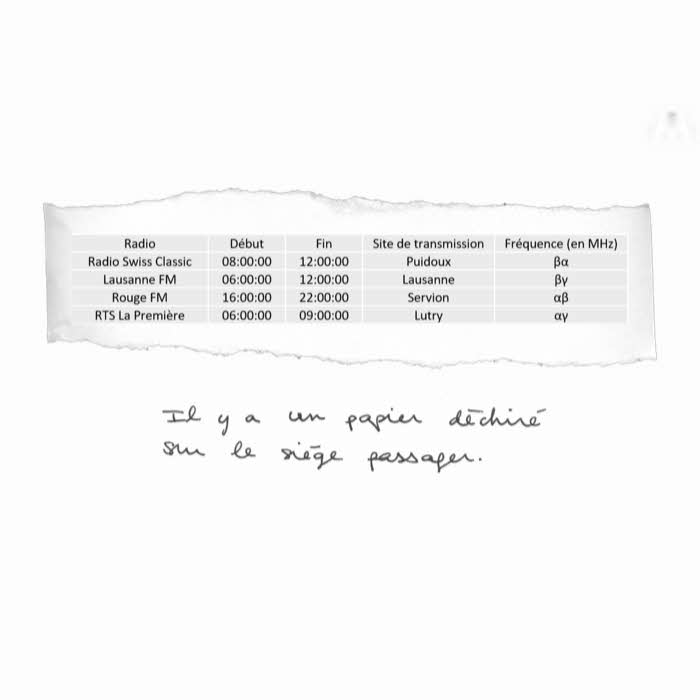 Radio Début Fin Site de transmission Fréquence (en MHz)
Radio Swiss Classic 08:00:00 12:00:00 Puidoux βα
Lausanne FM 06:00:00 12:00:00 Lausanne βγ
Rouge FM 16:00:00 22:00:00 Servion αβ
RTS La Première 06:00:00 09:00:00 Lutry αγ
Il y a un papier déchiré
sur le siège passager.